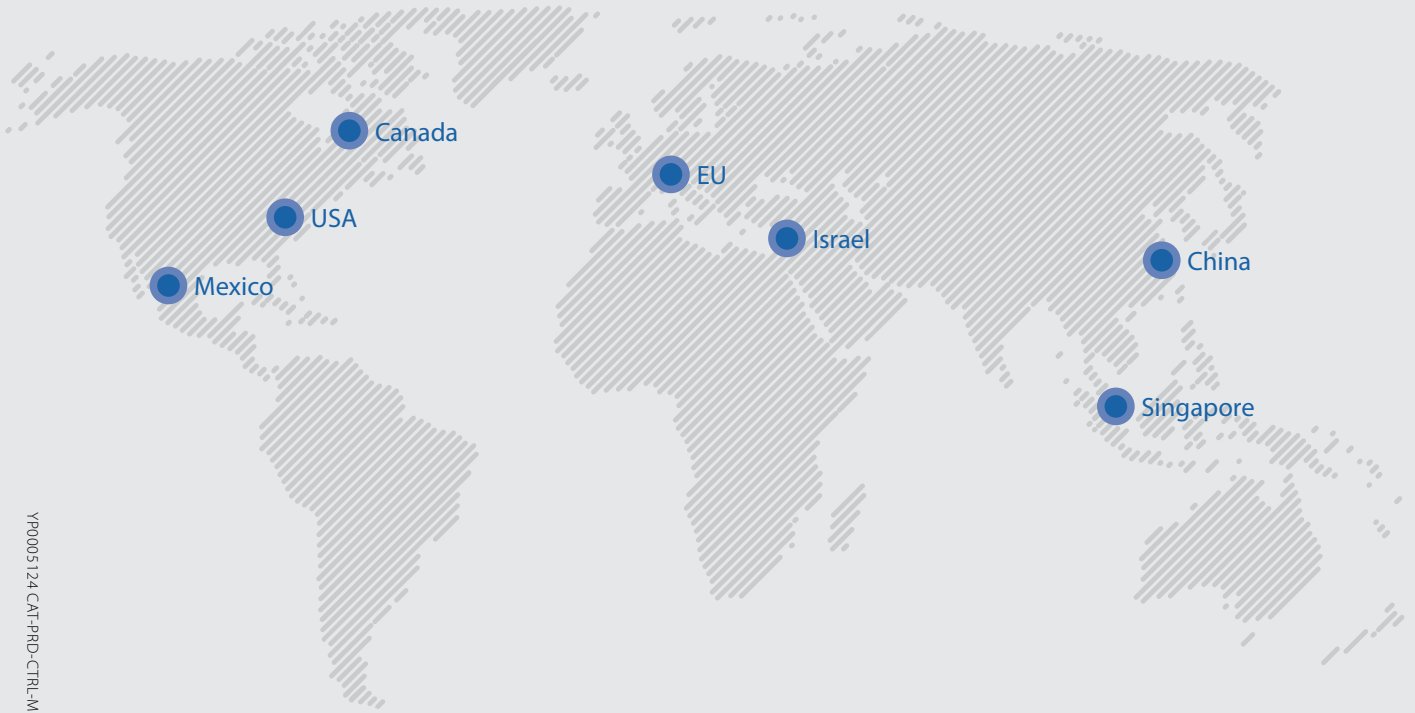 Canada
EU
USA
Israel
China
Mexico
Singapore
YP0005124 CAT-PRD-CTRL-M